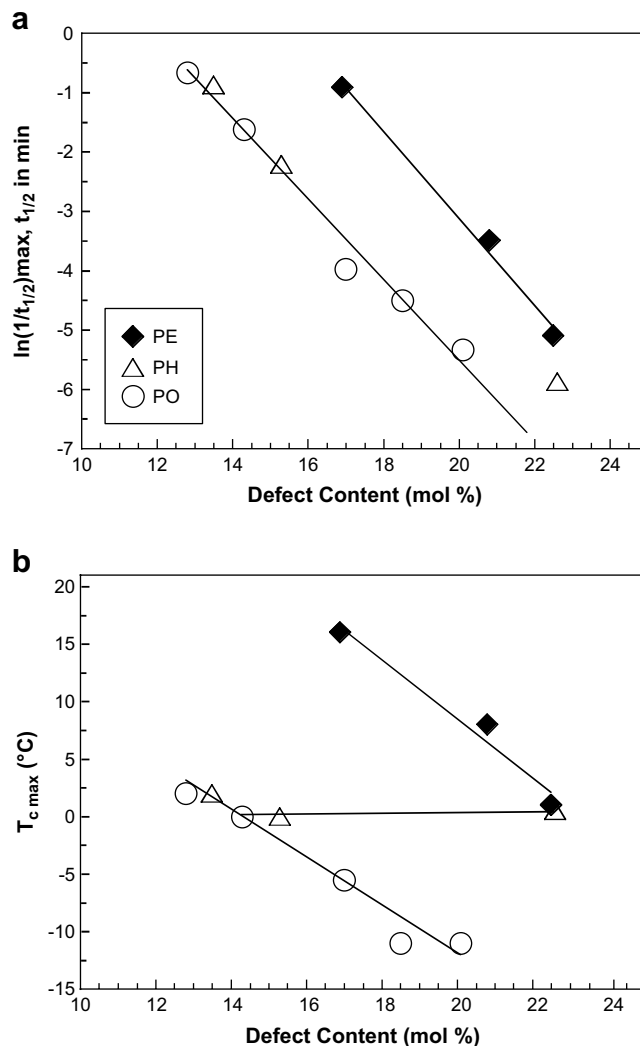 a
0
-1
-2
-3
-4
-5
-6
-7
ln(1/t1/2)max, t1/2 in min
PE
PH
PO
10 12 14 16 18 20 22 24
Defect Content (mol %)
b
20
15
10
5
0
-5
-10
-15
Tc max (°C)
10 12 14 16 18 20 22 24
Defect Content (mol %)